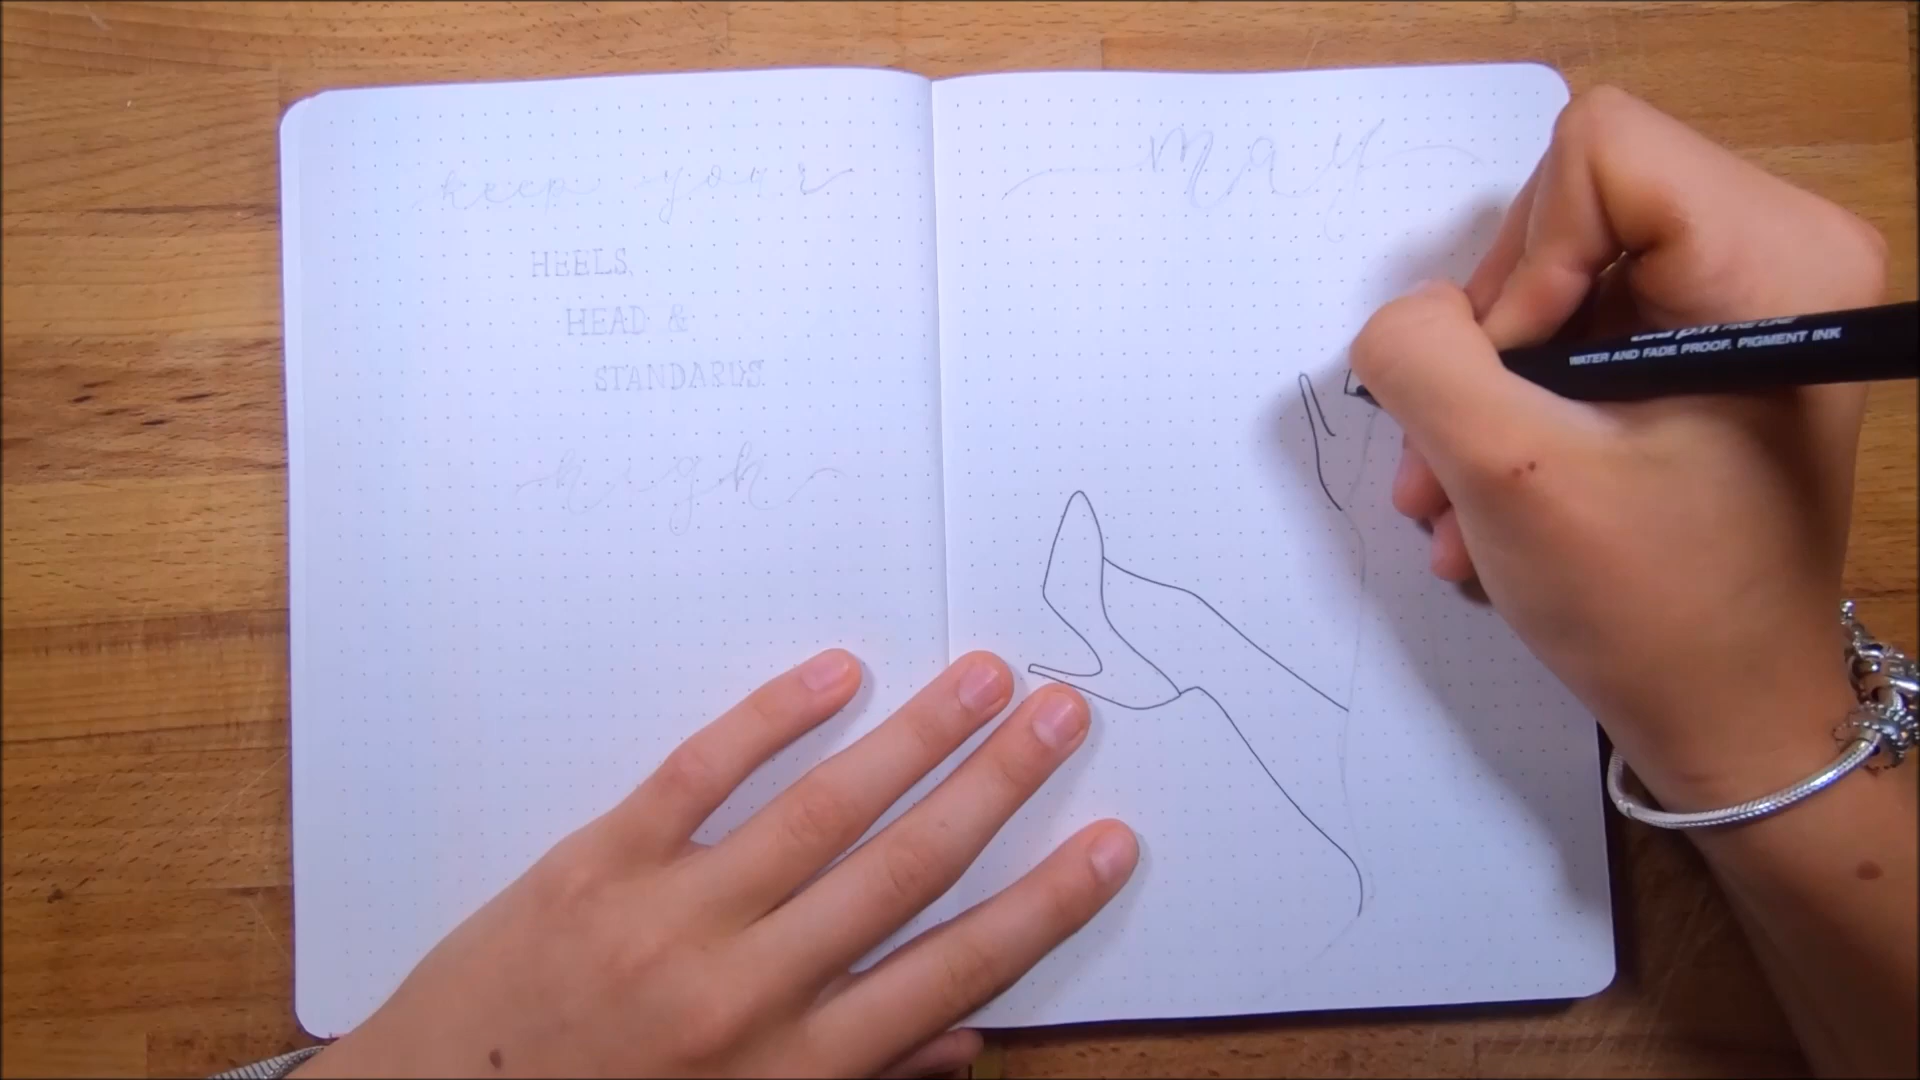 keep your
HEELS,
HEAD &
STANDARDS
high
May
WATER AND FADE PROOF. PIGMENT INK